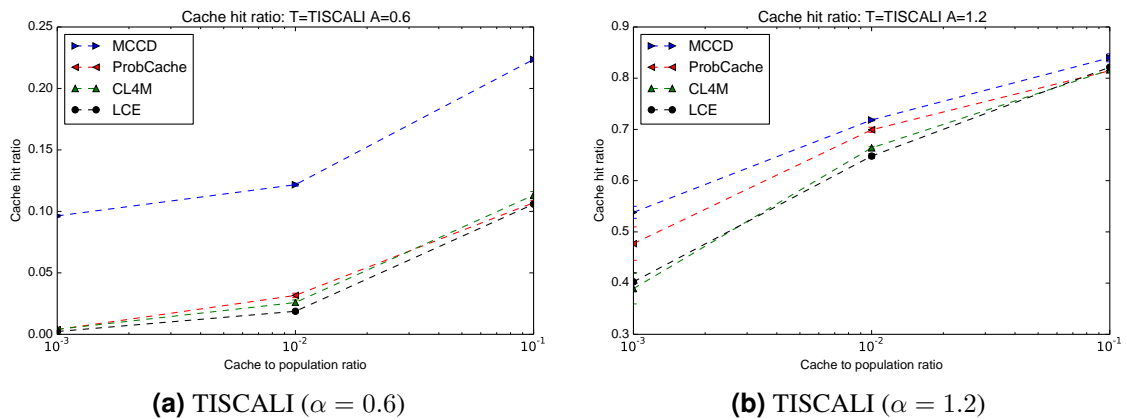 Cache hit ratio: T=TISCALI A=0.6
0.25
0.20
0.15
0.10
0.05
0.00
Cache hit ratio
MCCD
ProbCache
CL4M
LCE
10^-3
10^-2
10^-1
Cache to population ratio
(a) TISCALI (α = 0.6)
Cache hit ratio: T=TISCALI A=1.2
0.9
0.8
0.7
0.6
0.5
0.4
0.3
Cache hit ratio
MCCD
ProbCache
CL4M
LCE
10^-3
10^-2
10^-1
Cache to population ratio
(b) TISCALI (α = 1.2)